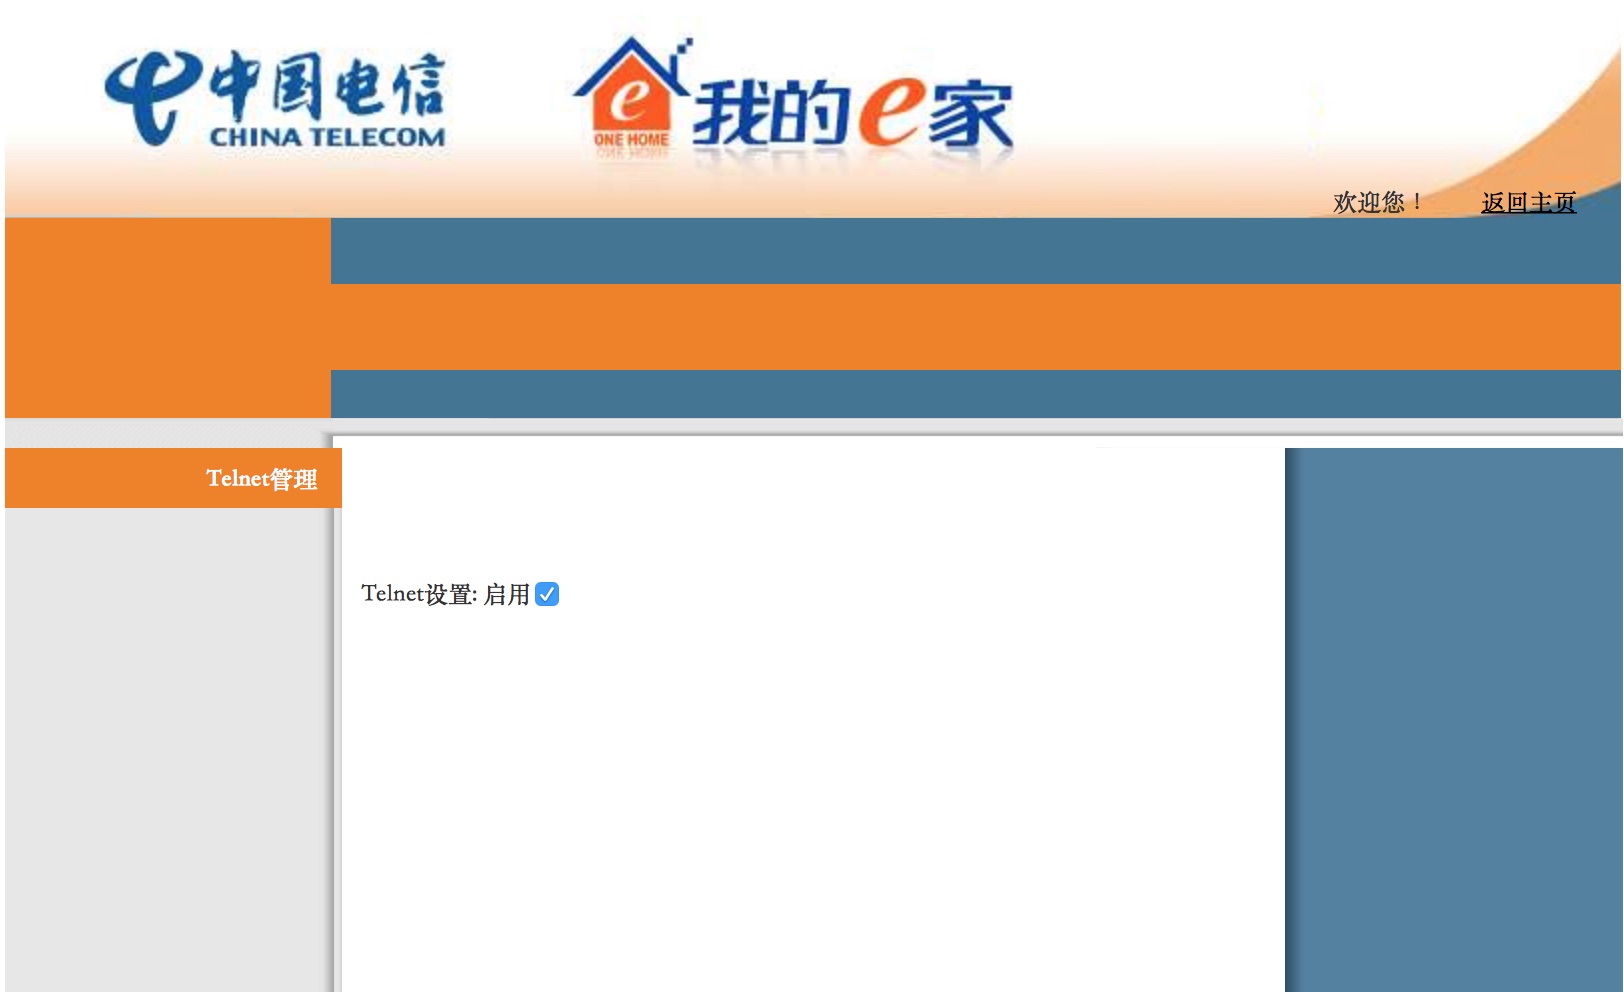 中国电信
CHINA TELECOM
e
ONE HOME
我的e家
欢迎您！
返回主页
Telnet管理
Telnet设置: 启用